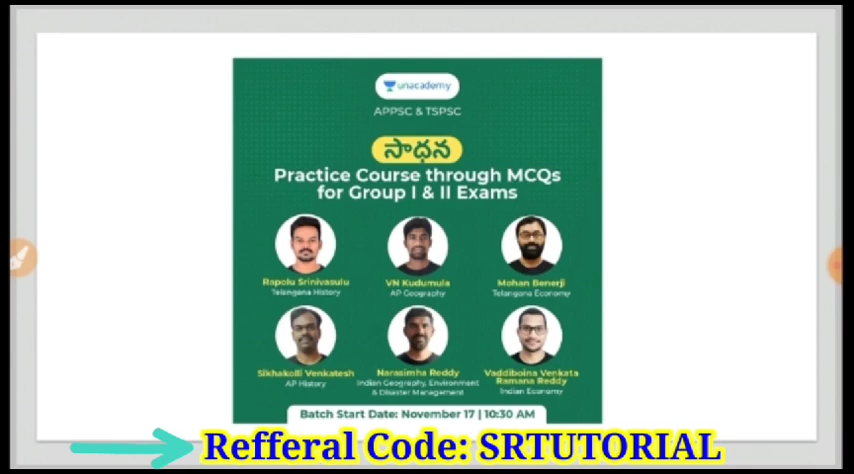 unacademy
APPSC & TSPSC
సాధన
Practice Course through MCQs
for Group I & II Exams
Rapolu Srinivasulu
Telangana History
VN Kudumula
AP Geography
Mohan Benerji
Telangana Economy
Sikhakolli Venkatesh
AP History
Narasimha Reddy
Indian Geography, Environment
& Disaster Management
Vaddiboina Venkata
Ramana Reddy
Indian Economy
Batch Start Date: November 17 | 10:30 AM
Refferal Code: SRTUTORIAL